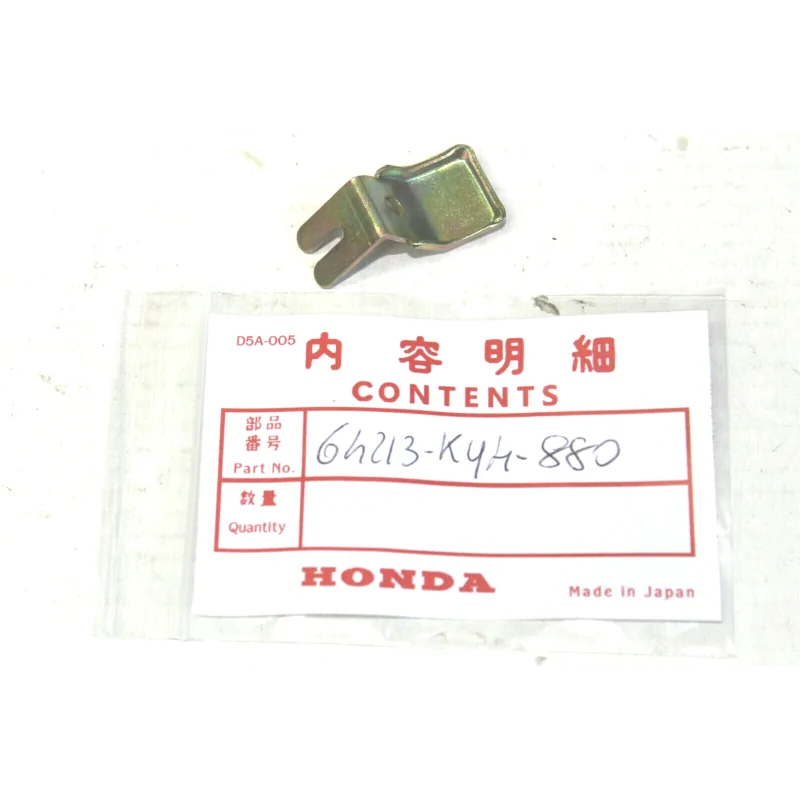 D5A-005 内容明細
CONTENTS
部品
番号
Part No. 64213-KY4-880
数量
Quantity
HONDA
Made in Japan